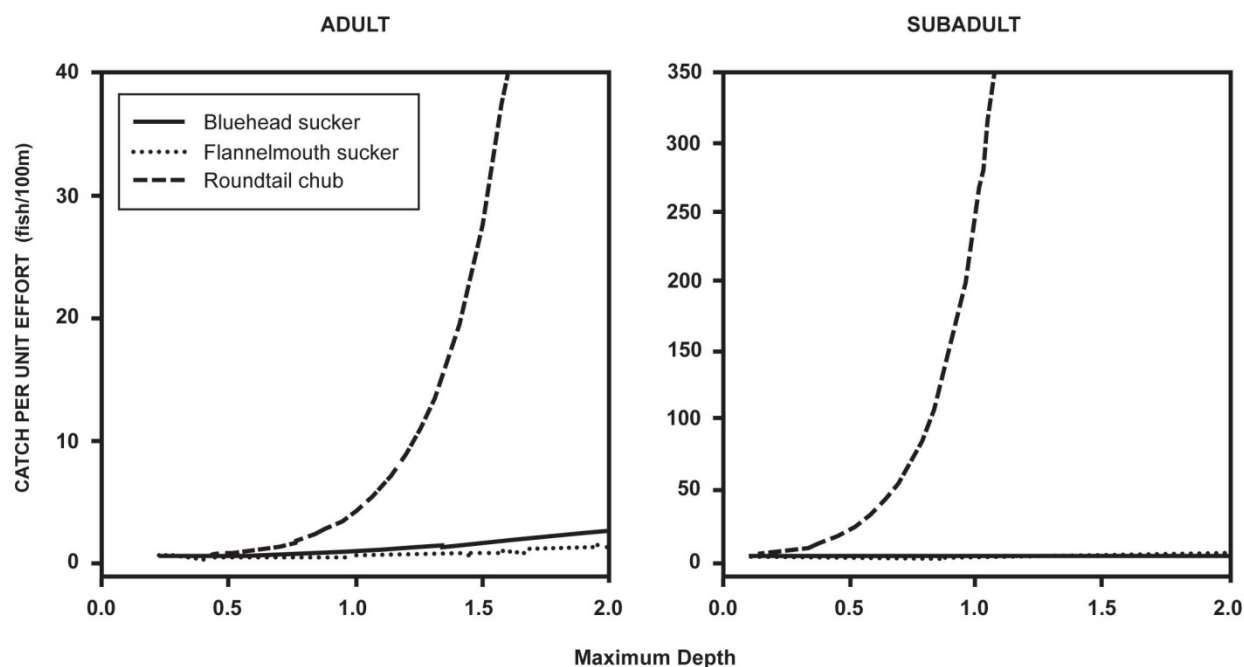 ADULT
SUBADULT
CATCH PER UNIT EFFORT (fish/100m)
40
30
20
10
0
Bluehead sucker
Flannelmouth sucker
Roundtail chub
0.0 0.5 1.0 1.5 2.0
350
300
250
200
150
100
50
0
0.0 0.5 1.0 1.5 2.0
Maximum Depth